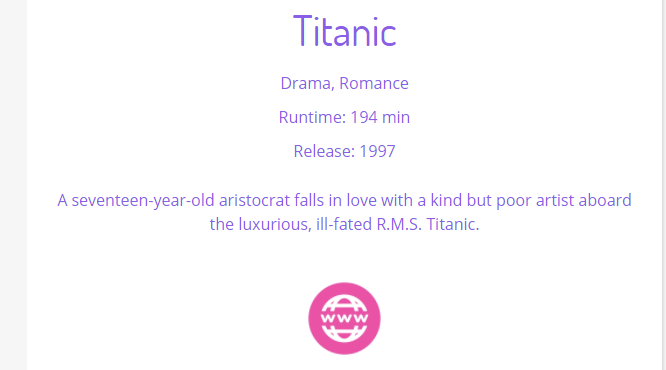 Titanic
Drama, Romance
Runtime: 194 min
Release: 1997
A seventeen-year-old aristocrat falls in love with a kind but poor artist aboard
the luxurious, ill-fated R.M.S. Titanic.
www